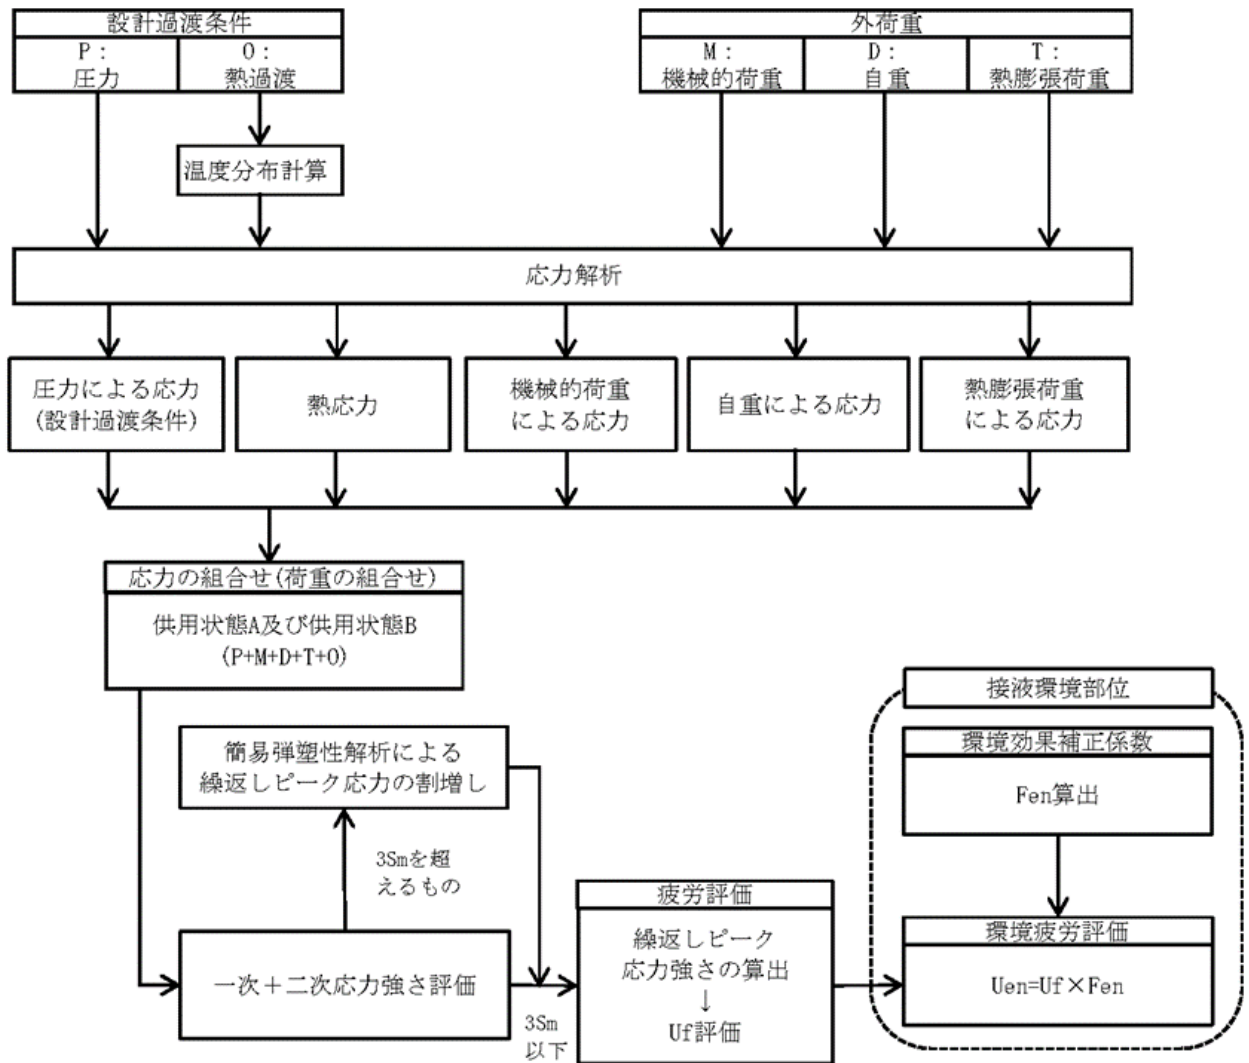 設計過渡条件
P:
圧力
O:
熱過渡
外荷重
M:
機械的荷重
D:
自重
T:
熱膨張荷重
温度分布計算
応力解析
圧力による応力
(設計過渡条件)
熱応力
機械的荷重
による応力
自重による応力
熱膨張荷重
による応力
応力の組合せ(荷重の組合せ)
供用状態A及び供用状態B
(P+M+D+T+O)
簡易弾塑性解析による
繰返しピーク応力の割増し
3Smを超
えるもの
一次＋二次応力強さ評価
3Sm
以下
疲労評価
繰返しピーク
応力強さの算出
↓
Uf評価
接液環境部位
環境効果補正係数
Fen算出
環境疲労評価
Uen=Uf×Fen